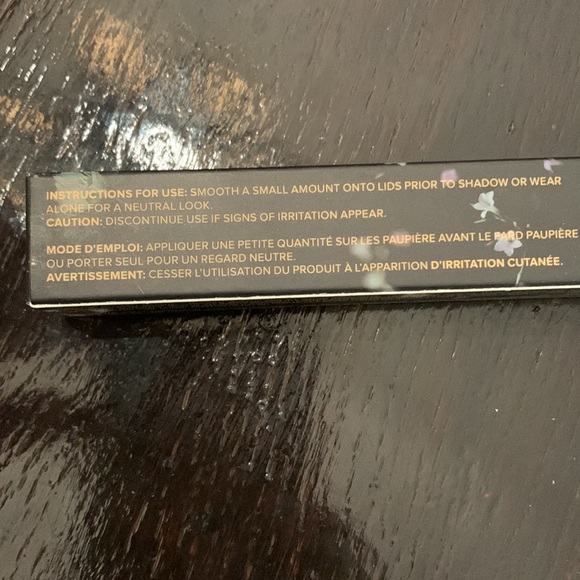 INSTRUCTIONS FOR USE: SMOOTH A SMALL AMOUNT ONTO LIDS PRIOR TO SHADOW OR WEAR
ALONE FOR A NEUTRAL LOOK.
CAUTION: DISCONTINUE USE IF SIGNS OF IRRITATION APPEAR.
MODE D'EMPLOI: APPLIQUER UNE PETITE QUANTITÉ SUR LES PAUPIÈRE AVANT LE FARD PAUPIÈRE
OU PORTER SEUL POUR UN REGARD NEUTRE.
AVERTISSEMENT: CESSER L'UTILISATION DU PRODUIT À L'APPARITION D'IRRITATION CUTANÉE.